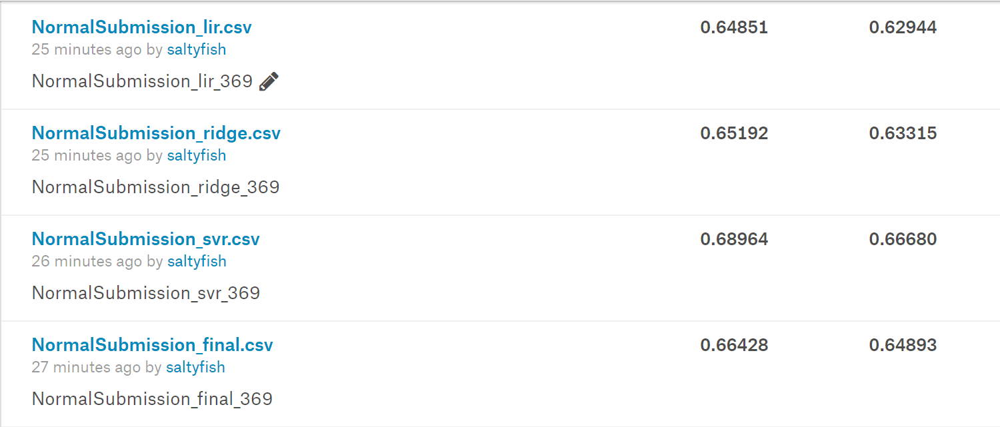 NormalSubmission_lir.csv 0.64851 0.62944
25 minutes ago by saltyfish
NormalSubmission_lir_369
NormalSubmission_ridge.csv 0.65192 0.63315
25 minutes ago by saltyfish
NormalSubmission_ridge_369
NormalSubmission_svr.csv 0.68964 0.66680
26 minutes ago by saltyfish
NormalSubmission_svr_369
NormalSubmission_final.csv 0.66428 0.64893
27 minutes ago by saltyfish
NormalSubmission_final_369